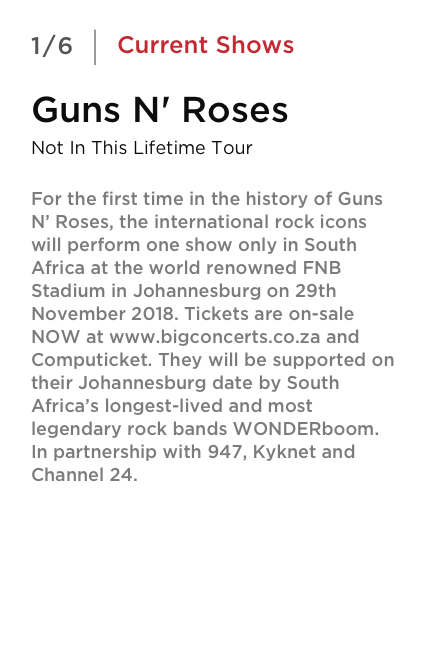 1/6 | Current Shows
Guns N' Roses
Not In This Lifetime Tour
For the first time in the history of Guns
N’ Roses, the international rock icons
will perform one show only in South
Africa at the world renowned FNB
Stadium in Johannesburg on 29th
November 2018. Tickets are on-sale
NOW at www.bigconcerts.co.za and
Computicket. They will be supported on
their Johannesburg date by South
Africa’s longest-lived and most
legendary rock bands WONDERboom.
In partnership with 947, Kyknet and
Channel 24.